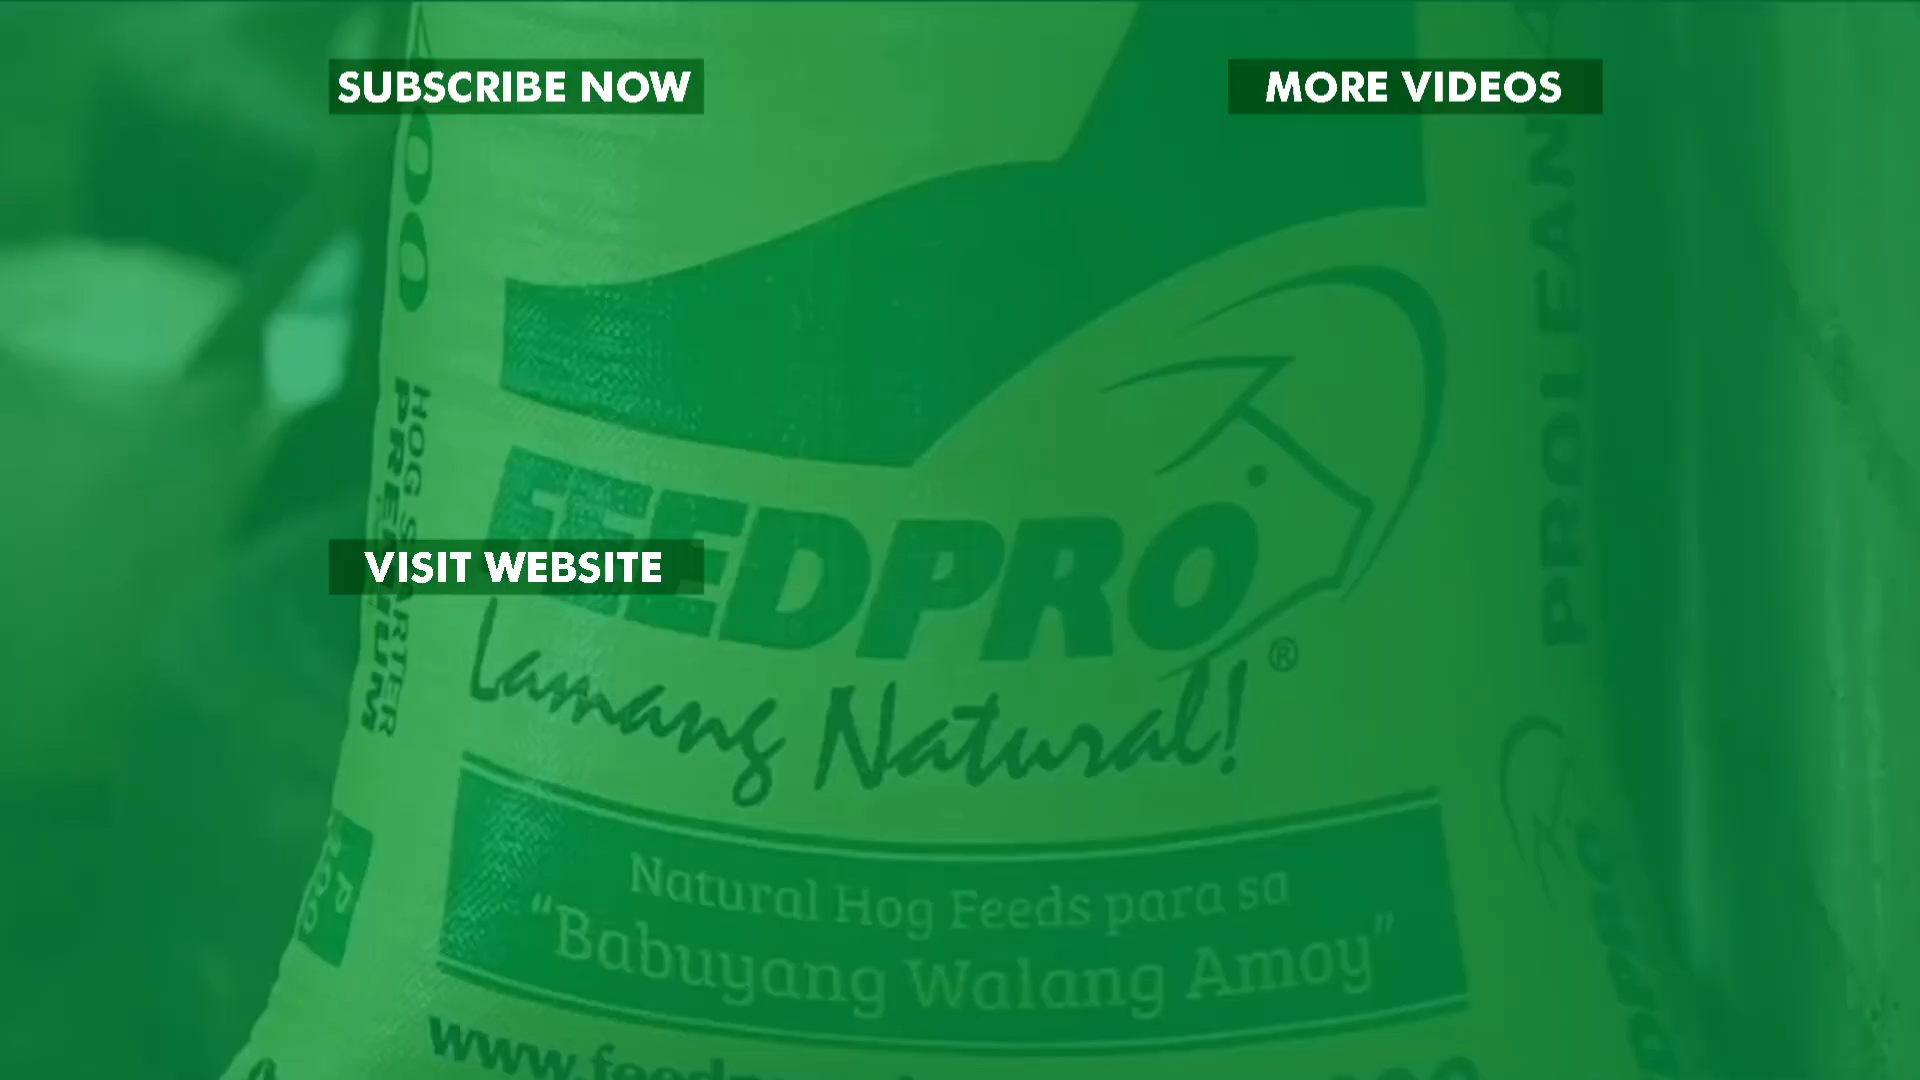 SUBSCRIBE NOW
MORE VIDEOS
VISIT WEBSITE
HOG STARTER
PREMIUM
PROLEAN
FEEDPRO
Lamang Natural!
®
Natural Hog Feeds para sa
"Babuyang Walang Amoy"